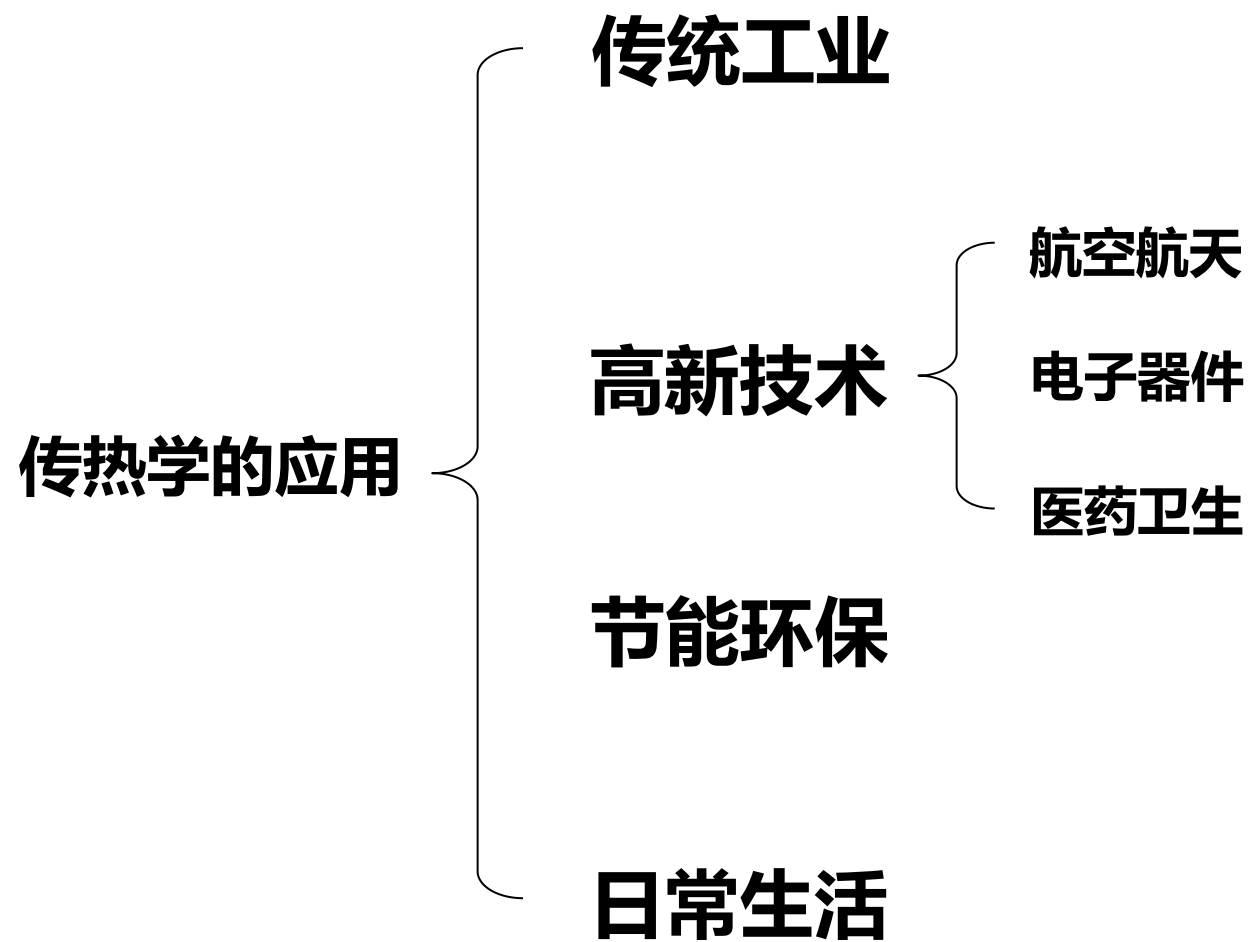 传热学的应用
传统工业
高新技术
航空航天
电子器件
医药卫生
节能环保
日常生活